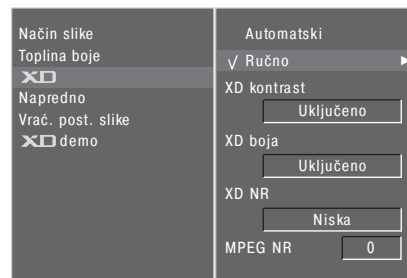 Način slike
Toplina boje
XD
Napredno
Vrać. post. slike
XD demo
Automatski
√ Ručno
XD kontrast
Uključeno
XD boja
Uključeno
XD NR
Niska
MPEG NR 0